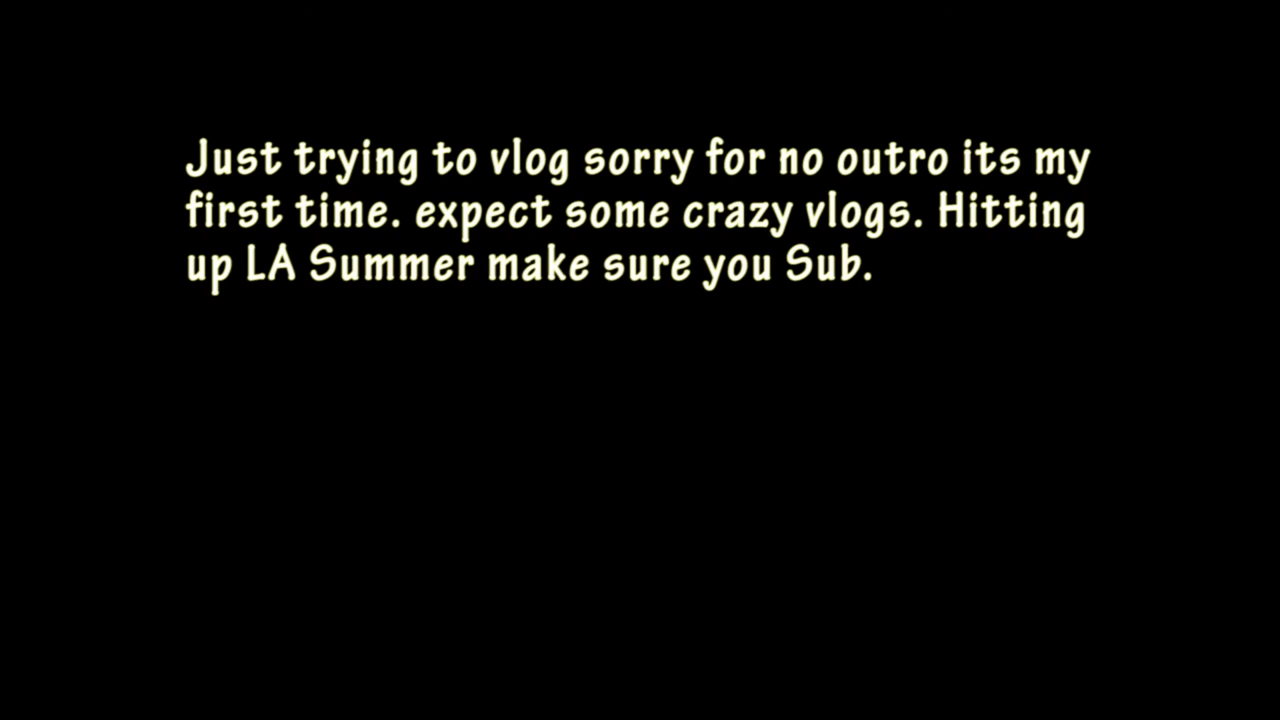 Just trying to vlog sorry for no outro its my
first time. expect some crazy vlogs. Hitting
up LA Summer make sure you Sub.